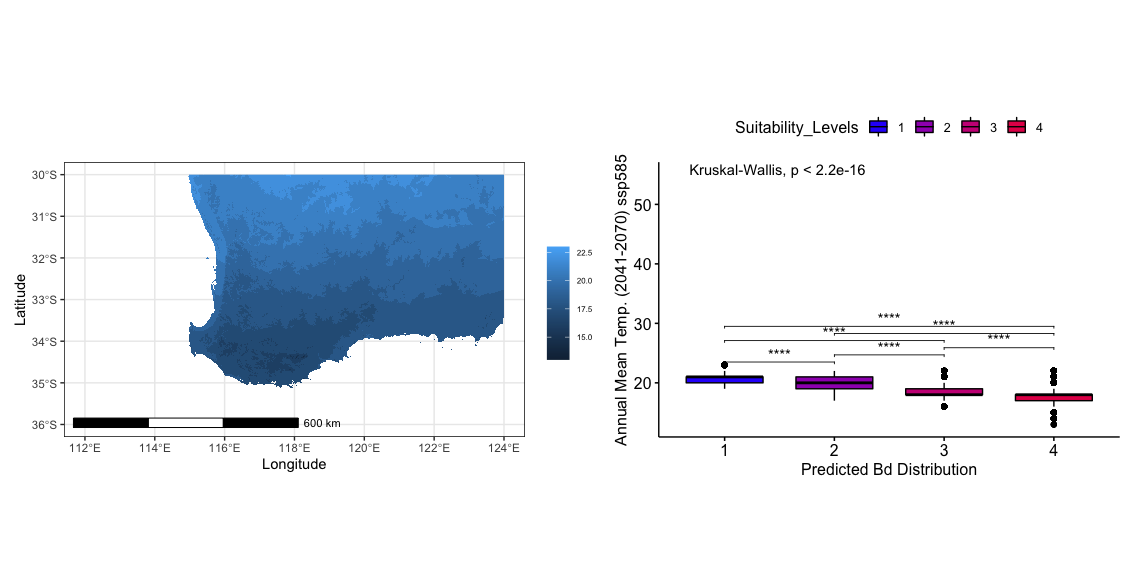 30°S
31°S
32°S
33°S
34°S
35°S
36°S
Latitude
600 km
112°E 114°E 116°E 118°E 120°E 122°E 124°E
Longitude
22.5
20.0
17.5
15.0
Suitability_Levels 1 2 3 4
Kruskal-Wallis, p < 2.2e-16
Annual Mean Temp. (2041-2070) ssp585
50
40
30
20
****
****
****
****
****
****
1 2 3 4
Predicted Bd Distribution